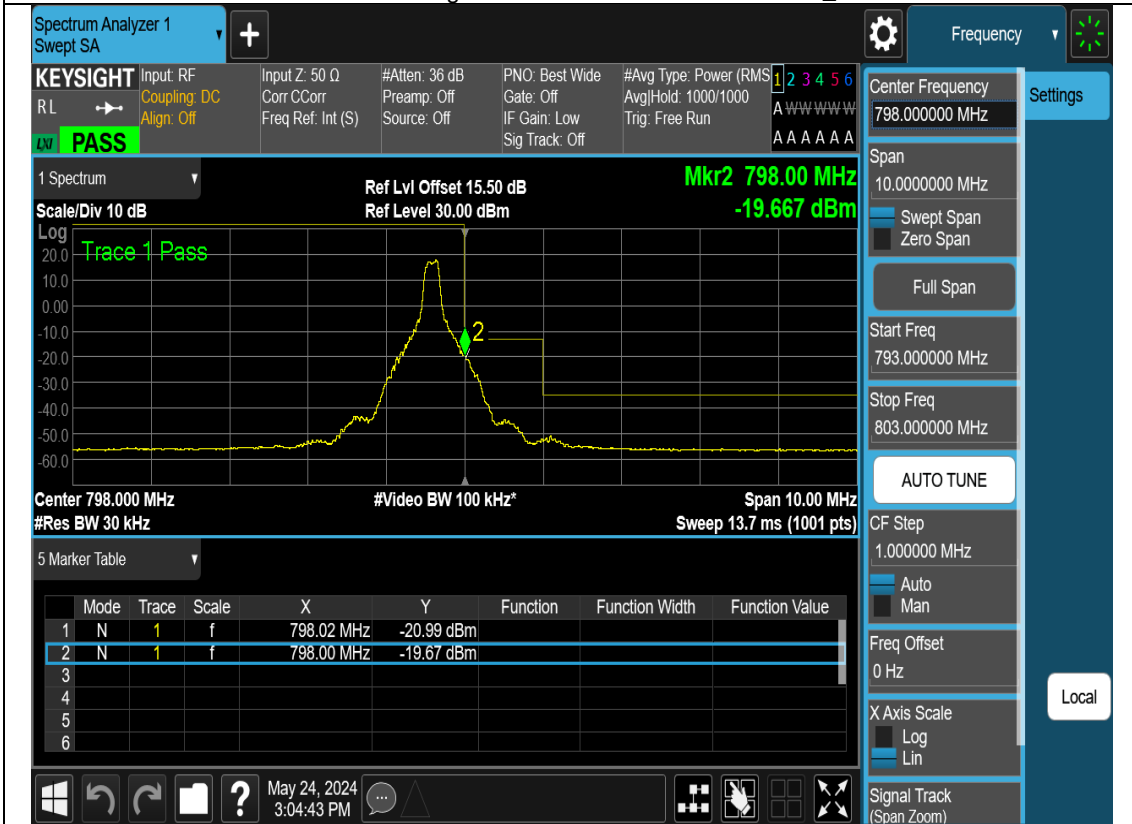 Spectrum Analyzer 1
Swept SA
+
Frequency
KEYSIGHT
RL
LXI PASS
Input: RF
Coupling: DC
Align: Off
Input Z: 50 Ω
Corr CCorr
Freq Ref: Int (S)
#Atten: 36 dB
Preamp: Off
Source: Off
PNO: Best Wide
Gate: Off
IF Gain: Low
Sig Track: Off
#Avg Type: Power (RMS
Avg|Hold: 1000/1000
Trig: Free Run
1 2 3 4 5 6
A W W W W W
A A A A A A
1 Spectrum
Scale/Div 10 dB
Ref Lvl Offset 15.50 dB
Ref Level 30.00 dBm
Mkr2 798.00 MHz
-19.667 dBm
Log
Trace 1 Pass
20.0
10.0
0.00
-10.0
-20.0
-30.0
-40.0
-50.0
-60.0
2
Center 798.000 MHz
#Res BW 30 kHz
#Video BW 100 kHz*
Span 10.00 MHz
Sweep 13.7 ms (1001 pts)
5 Marker Table
Mode Trace Scale X Y Function Function Width Function Value
1 N 1 f 798.02 MHz -20.99 dBm
2 N 1 f 798.00 MHz -19.67 dBm
3
4
5
6
Center Frequency
798.000000 MHz
Settings
Span
10.0000000 MHz
Swept Span
Zero Span
Full Span
Start Freq
793.000000 MHz
Stop Freq
803.000000 MHz
AUTO TUNE
CF Step
1.000000 MHz
Auto
Man
Freq Offset
0 Hz
Local
X Axis Scale
Log
Lin
Signal Track
(Span Zoom)
?
May 24, 2024
3:04:43 PM